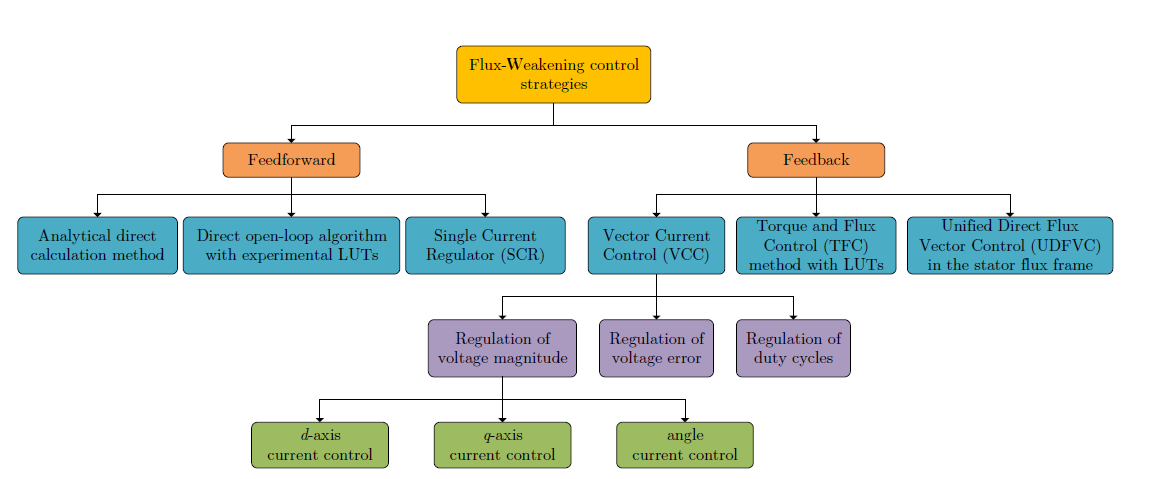 Flux-Weakening control
strategies
Feedforward
Feedback
Analytical direct
calculation method
Direct open-loop algorithm
with experimental LUTs
Single Current
Regulator (SCR)
Vector Current
Control (VCC)
Torque and Flux
Control (TFC)
method with LUTs
Unified Direct Flux
Vector Control (UDFVC)
in the stator flux frame
Regulation of
voltage magnitude
Regulation of
voltage error
Regulation of
duty cycles
d-axis
current control
q-axis
current control
angle
current control